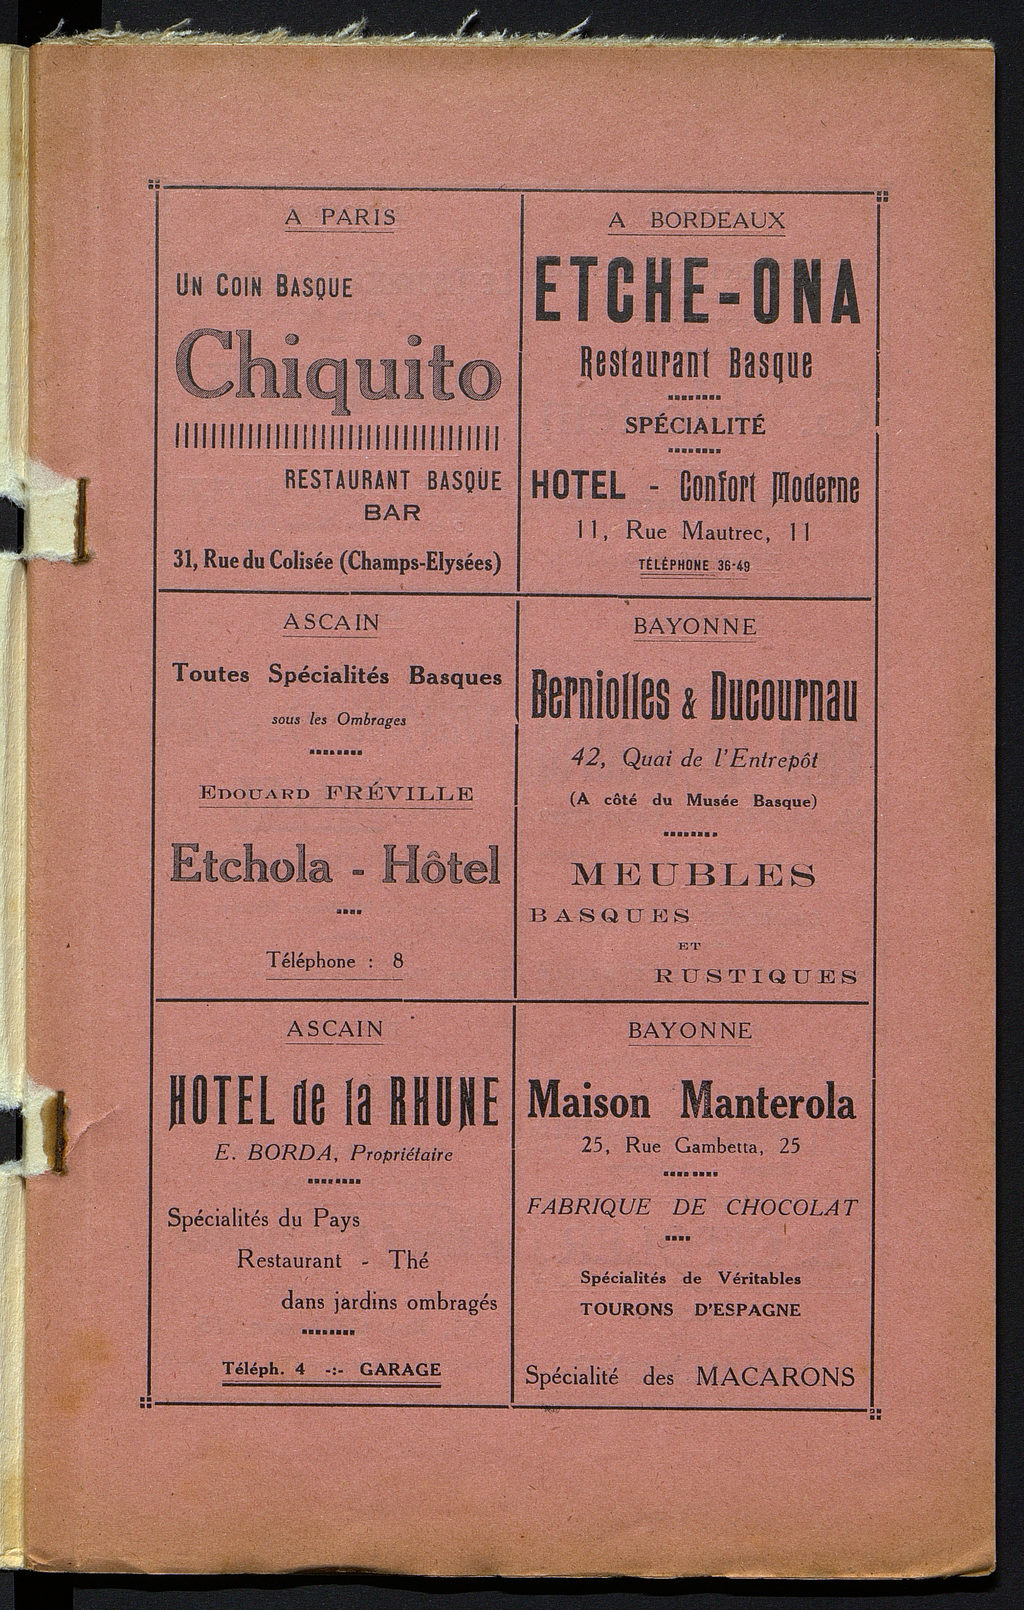 A PARIS
UN COIN BASQUE
Chiquito
RESTAURANT BASQUE
BAR
31, Rue du Colisée (Champs-Elysées)
A BORDEAUX
ETCHE-ONA
Restaurant Basque
SPÉCIALITÉ
HOTEL - Confort Moderne
11, Rue Mautrec, 11
TÉLÉPHONE 36-49
ASCAIN
Toutes Spécialités Basques
sous les Ombrages
EDOUARD FRÉVILLE
Etchola - Hôtel
Téléphone : 8
BAYONNE
Berniolles & Ducournau
42, Quai de l'Entrepôt
(A côté du Musée Basque)
MEUBLES
BASQUES
ET
RUSTIQUES
ASCAIN
HOTEL de la RHUNE
E. BORDA, Propriétaire
Spécialités du Pays
Restaurant - Thé
dans jardins ombragés
Téléph. 4 -:- GARAGE
BAYONNE
Maison Manterola
25, Rue Gambetta, 25
FABRIQUE DE CHOCOLAT
Spécialités de Véritables
TOURONS D'ESPAGNE
Spécialité des MACARONS